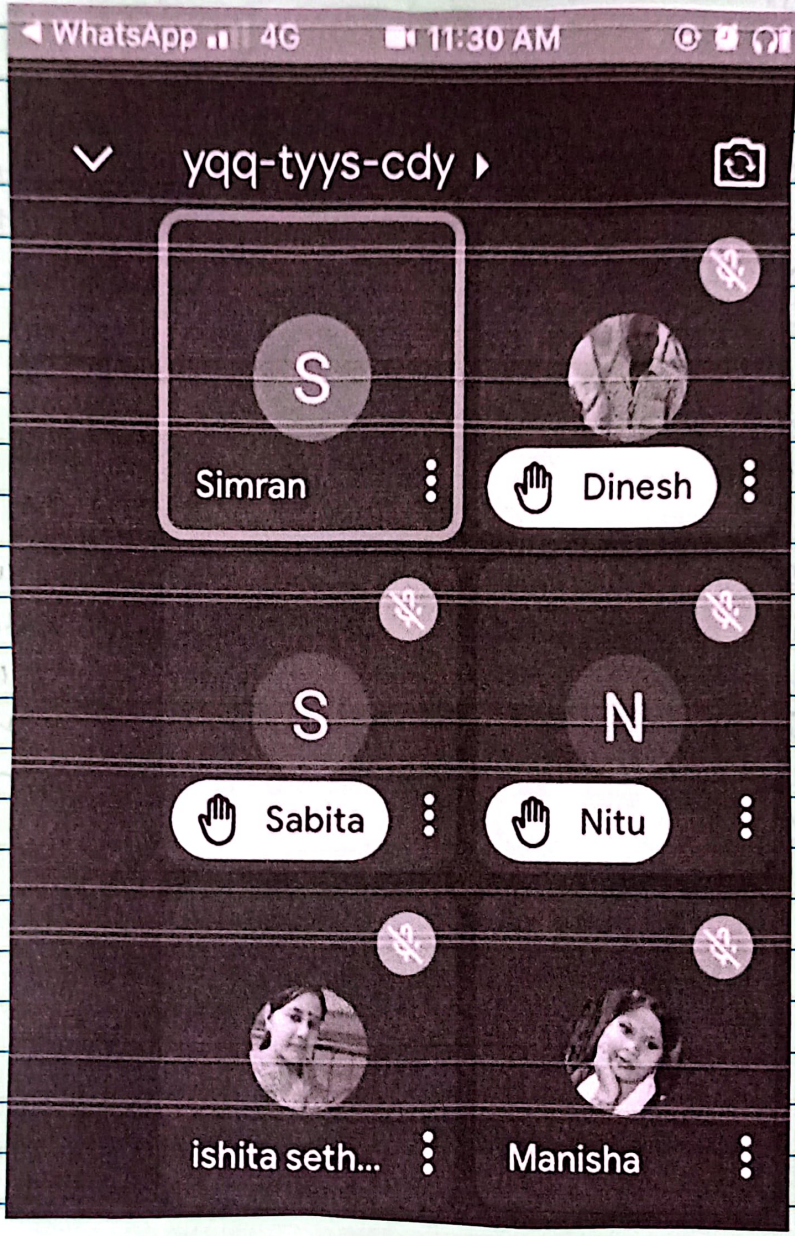 WhatsApp 4G 11:30 AM
yqq-tyys-cdy
S
Simran Dinesh
S N
Sabita Nitu
ishita seth... Manisha